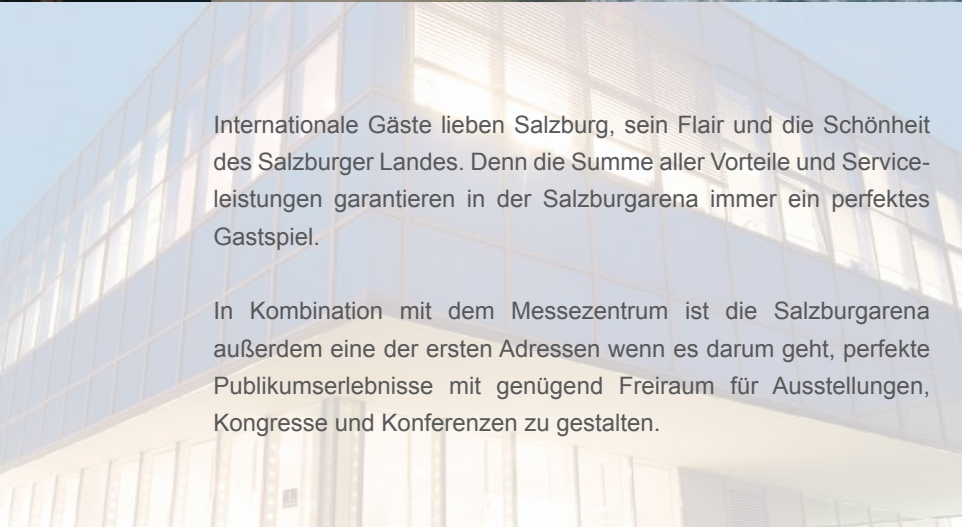 Internationale Gäste lieben Salzburg, sein Flair und die Schönheit
des Salzburger Landes. Denn die Summe aller Vorteile und Service-
leistungen garantieren in der Salzburgarena immer ein perfektes
Gastspiel.
In Kombination mit dem Messezentrum ist die Salzburgarena
außerdem eine der ersten Adressen wenn es darum geht, perfekte
Publikumserlebnisse mit genügend Freiraum für Ausstellungen,
Kongresse und Konferenzen zu gestalten.